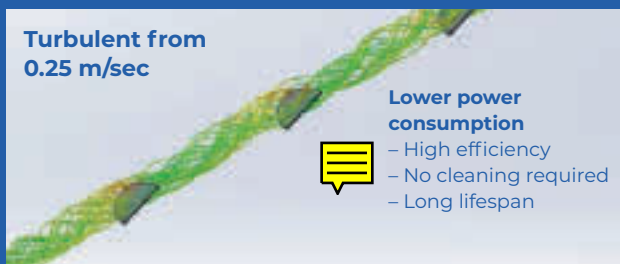 Turbulent from
0.25 m/sec
Lower power
consumption
– High efficiency
– No cleaning required
– Long lifespan